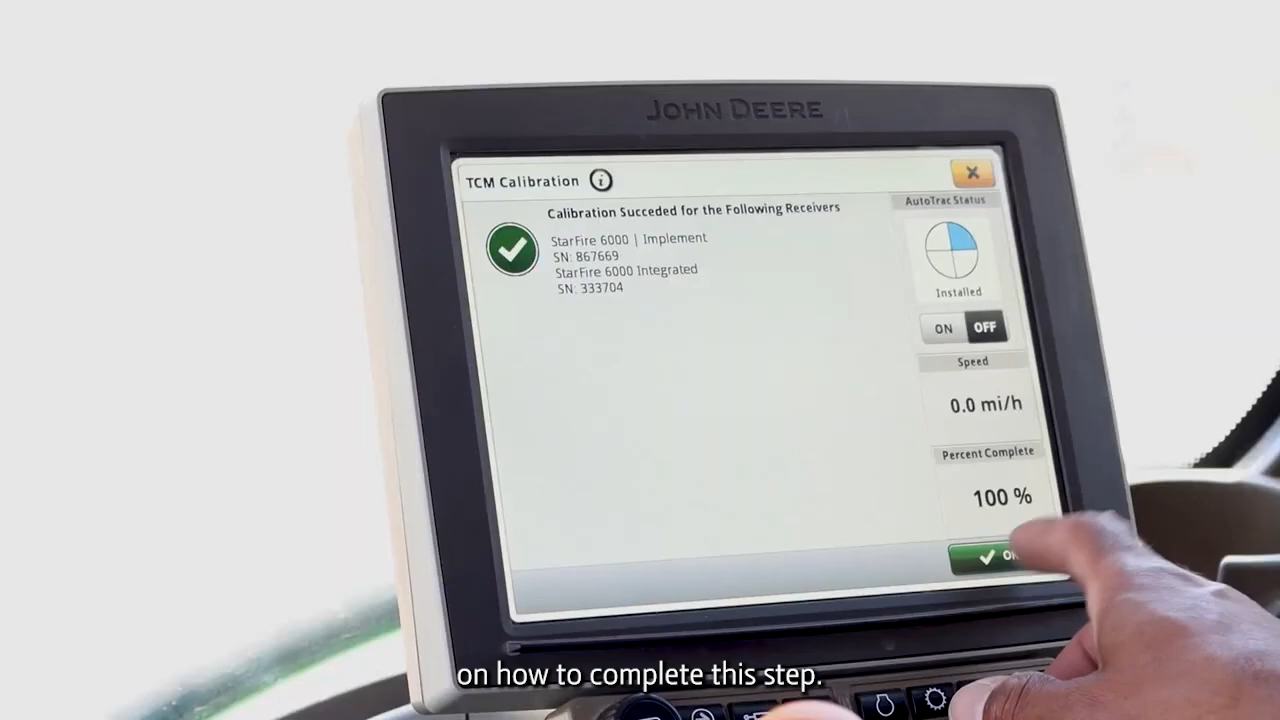 JOHN DEERE
TCM Calibration
Calibration Succeded for the Following Receivers
StarFire 6000 | Implement
SN: 867669
StarFire 6000 Integrated
SN: 333704
AutoTrac Status
Installed
ON OFF
Speed
0.0 mi/h
Percent Complete
100 %
OK
on how to complete this step.